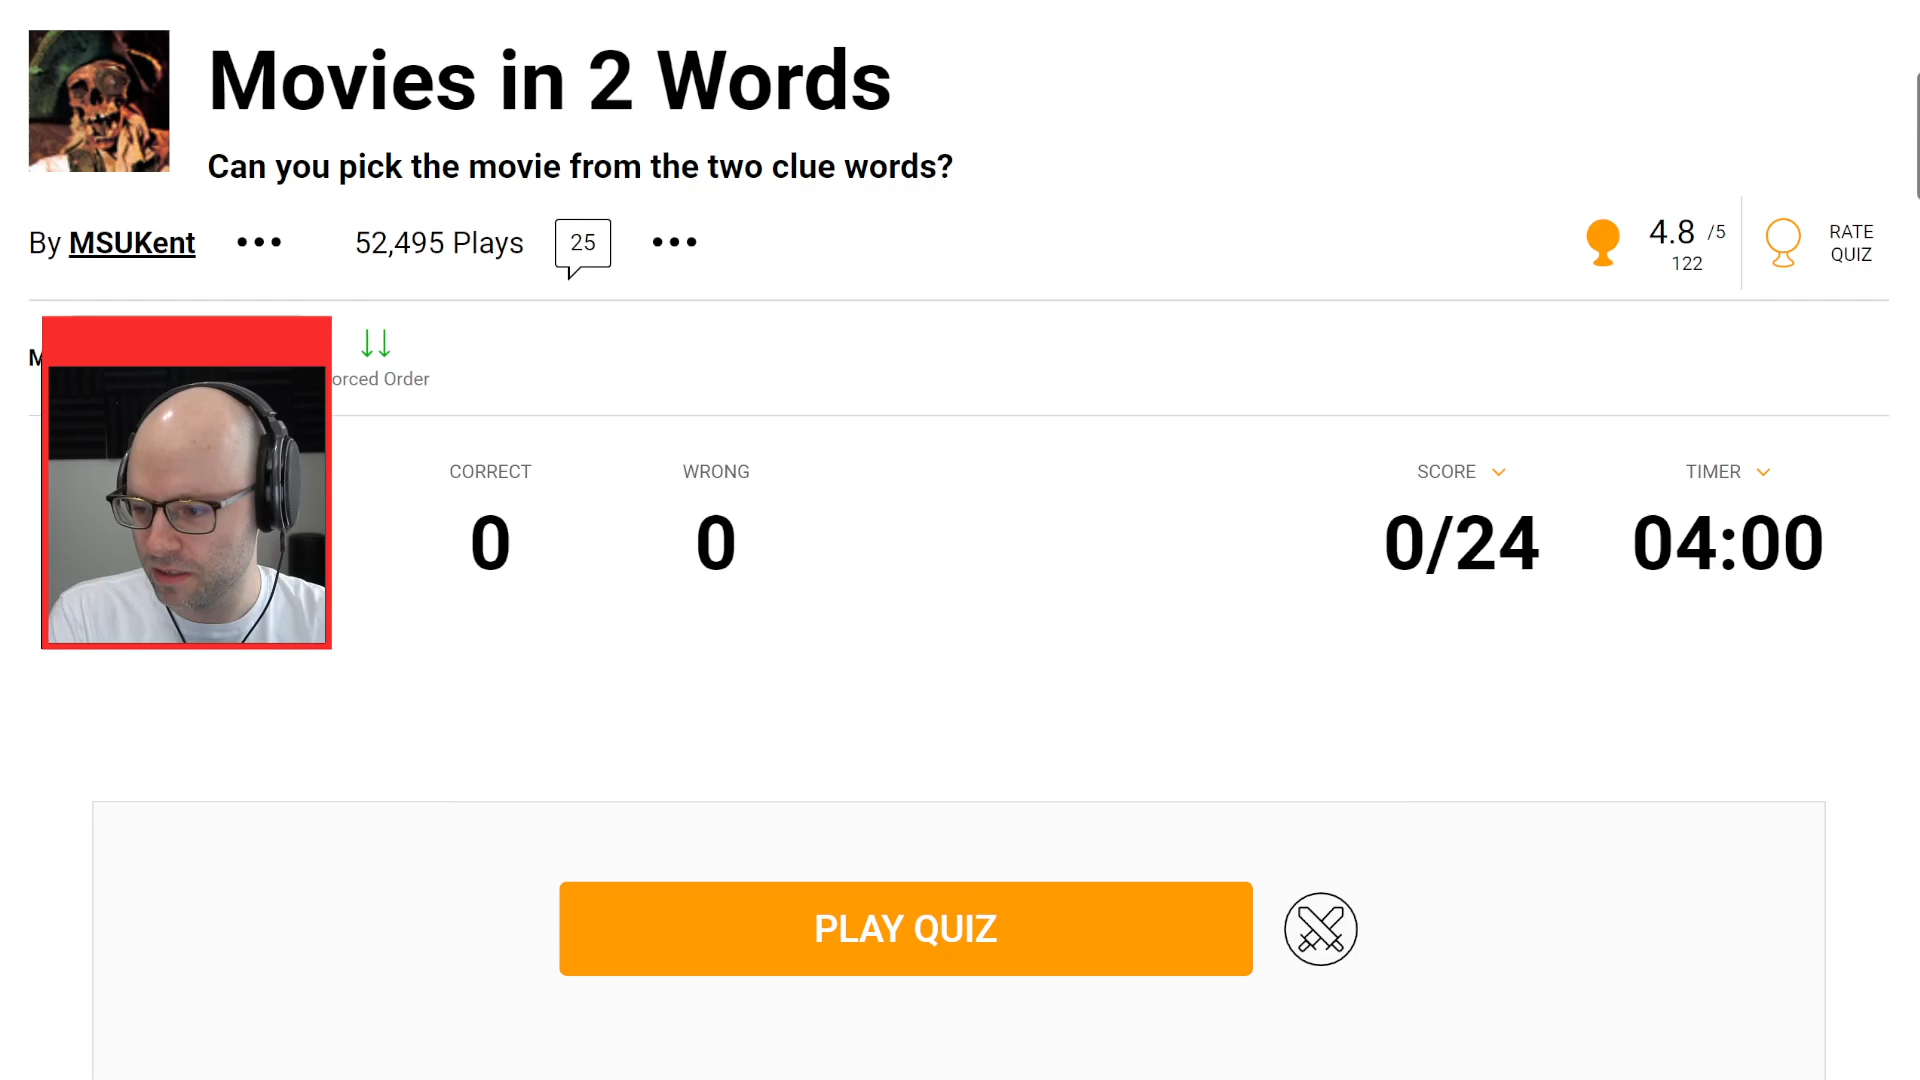 Movies in 2 Words
Can you pick the movie from the two clue words?
By MSUKent
52,495 Plays
25
4.8 /5
122
RATE
QUIZ
orced Order
CORRECT
WRONG
SCORE
TIMER
0
0
0/24
04:00
PLAY QUIZ